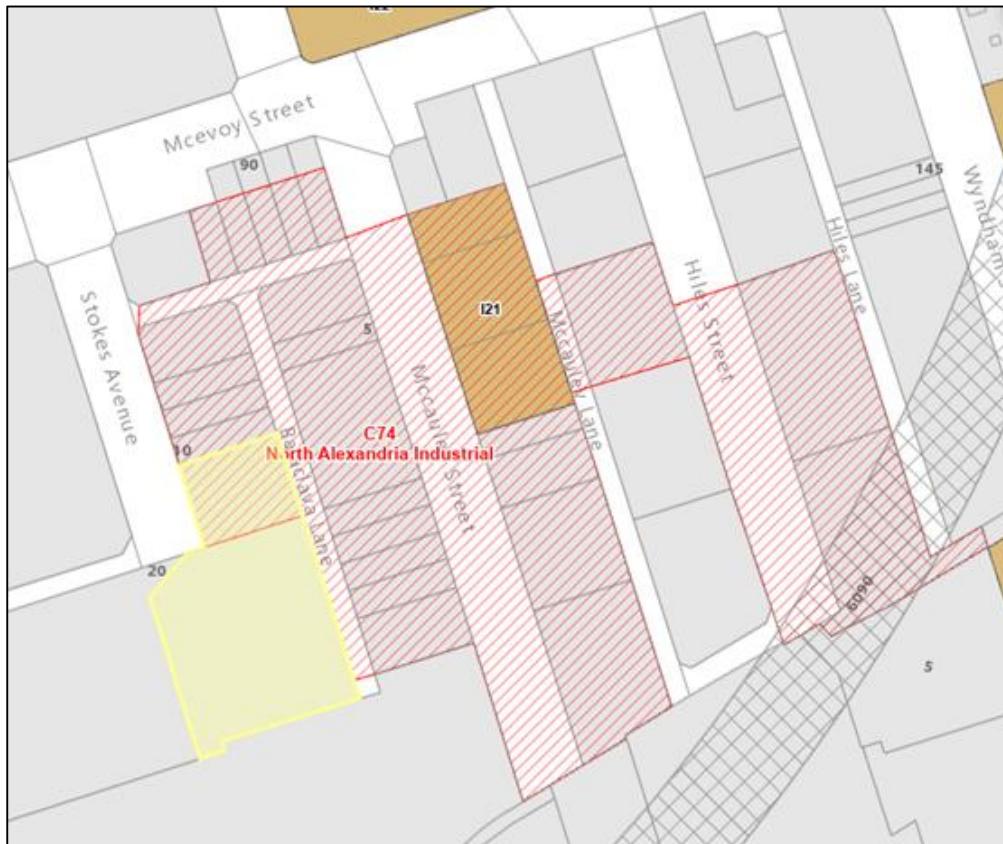 I22
Mcevoy Street
90
145
Wyndham
Hiles Lane
Stokes Avenue
Hiles Street
I21
Mccauley Lane
5
Mccauley Street
C74
North Alexandria Industrial
10
Balaclava Lane
20
6090
5